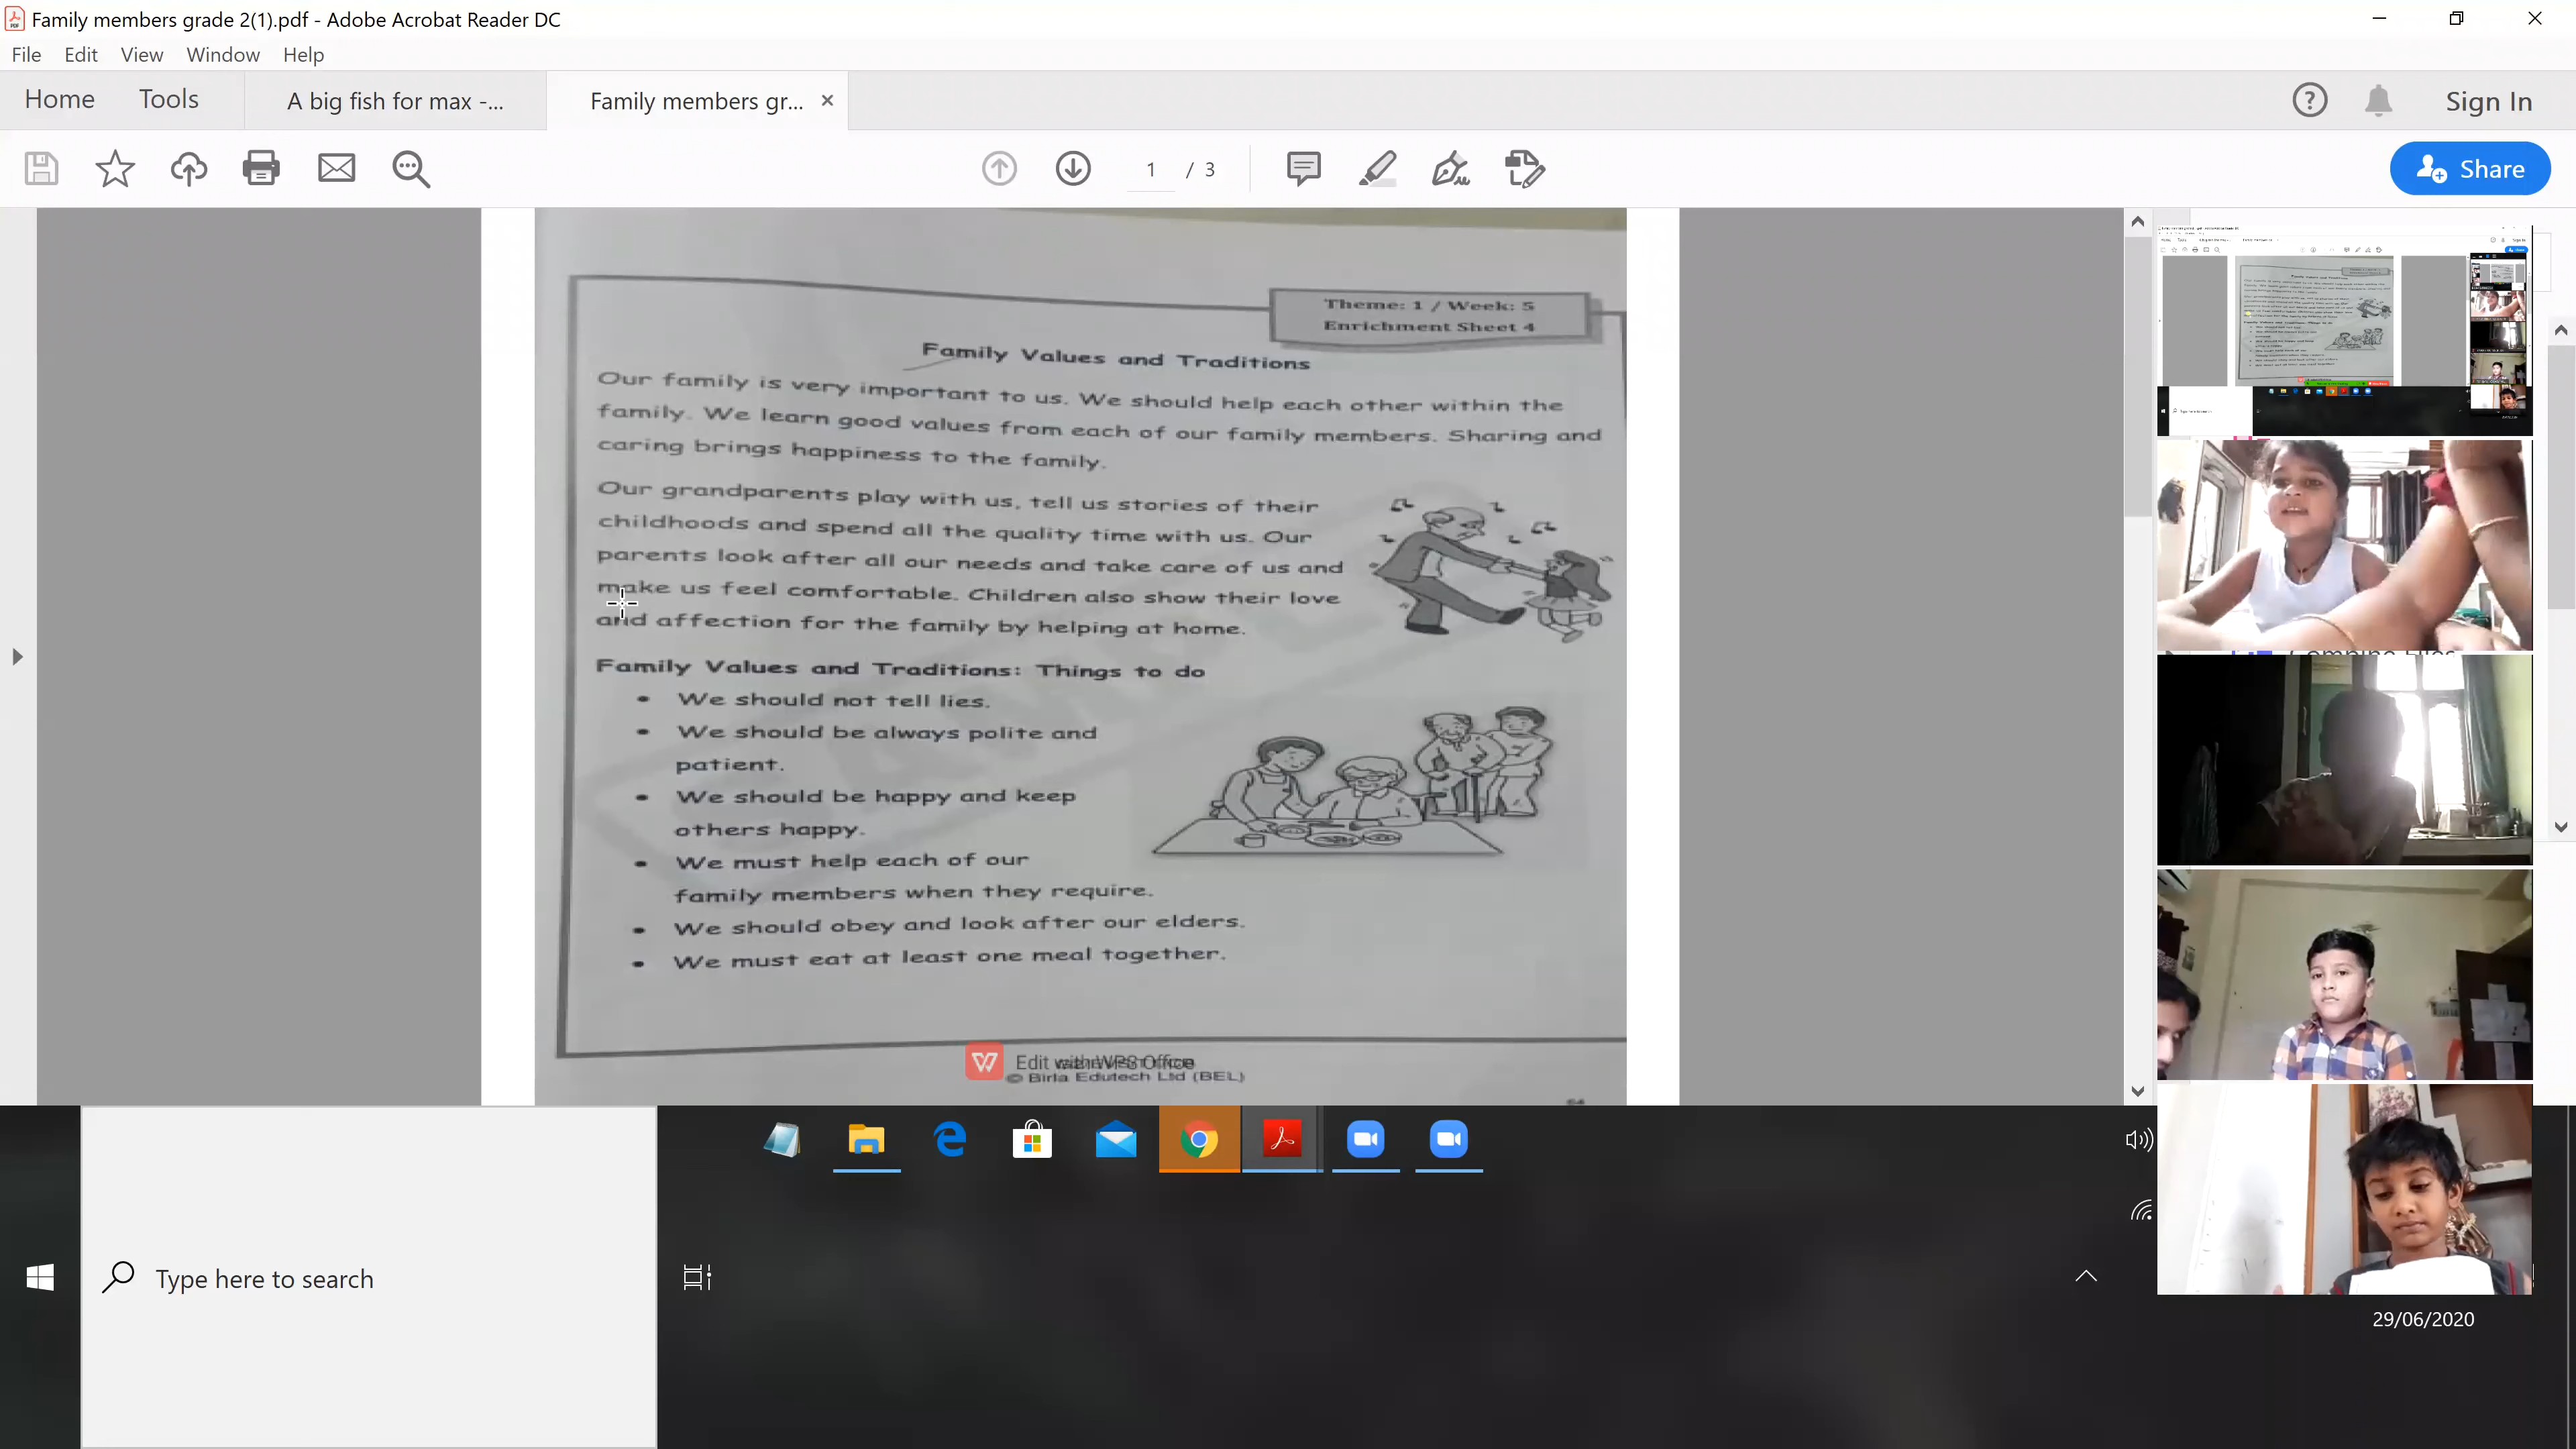 Family members grade 2(1).pdf - Adobe Acrobat Reader DC
File Edit View Window Help
Home Tools A big fish for max -... Family members gr... Sign In
1 / 3 Share
Theme: 1 / Week: 5
Enrichment Sheet 4
Family Values and Traditions
Our family is very important to us. We should help each other within the
family. We learn good values from each of our family members. Sharing and
caring brings happiness to the family.
Our grandparents play with us, tell us stories of their
childhoods and spend all the quality time with us. Our
parents look after all our needs and take care of us and
make us feel comfortable. Children also show their love
and affection for the family by helping at home.
Family Values and Traditions: Things to do
• We should not tell lies.
• We should be always polite and
patient.
• We should be happy and keep
others happy.
• We must help each of our
family members when they require.
• We should obey and look after our elders.
• We must eat at least one meal together.
Edit with WPS Office
© Birla Edutech Ltd (BEL)
Type here to search
29/06/2020